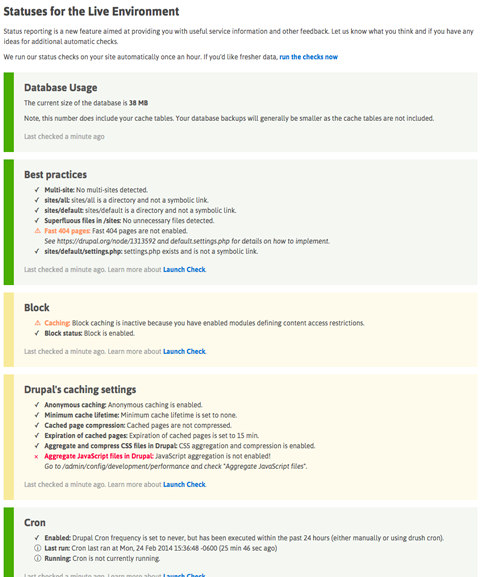 Statuses for the Live Environment
Status reporting is a new feature aimed at providing you with useful service information and other feedback. Let us know what you think and if you have any
ideas for additional automatic checks.
We run our status checks on your site automatically once an hour. If you'd like fresher data, run the checks now
Database Usage
The current size of the database is 38 MB
Note, this number does include your cache tables. Your database backups will generally be smaller as the cache tables are not included.
Last checked a minute ago
Best practices
✓ Multi-site: No multi-sites detected.
✓ sites/all: sites/all is a directory and not a symbolic link.
✓ sites/default: sites/default is a directory and not a symbolic link.
✓ Superfluous files in /sites: No unnecessary files detected.
⚠ Fast 404 pages: Fast 404 pages are not enabled.
See https://drupal.org/node/1313592 and default.settings.php for details on how to implement.
✓ sites/default/settings.php: settings.php exists and is not a symbolic link.
Last checked a minute ago. Learn more about Launch Check.
Block
⚠ Caching: Block caching is inactive because you have enabled modules defining content access restrictions.
✓ Block status: Block is enabled.
Last checked a minute ago. Learn more about Launch Check.
Drupal's caching settings
✓ Anonymous caching: Anonymous caching is enabled.
✓ Minimum cache lifetime: Minimum cache lifetime is set to none.
✓ Cached page compression: Cached pages are not compressed.
✓ Expiration of cached pages: Expiration of cached pages is set to 15 min.
✓ Aggregate and compress CSS files in Drupal: CSS aggregation and compression is enabled.
✗ Aggregate JavaScript files in Drupal: JavaScript aggregation is not enabled!
Go to /admin/config/development/performance and check "Aggregate JavaScript files".
Last checked a minute ago. Learn more about Launch Check.
Cron
✓ Enabled: Drupal Cron frequency is set to never, but has been executed within the past 24 hours (either manually or using drush cron).
ⓘ Last run: Cron last ran at Mon, 24 Feb 2014 15:36:48 -0600 (25 min 46 sec ago)
ⓘ Running: Cron is not currently running.
Last checked a minute ago. Learn more about Launch Check.